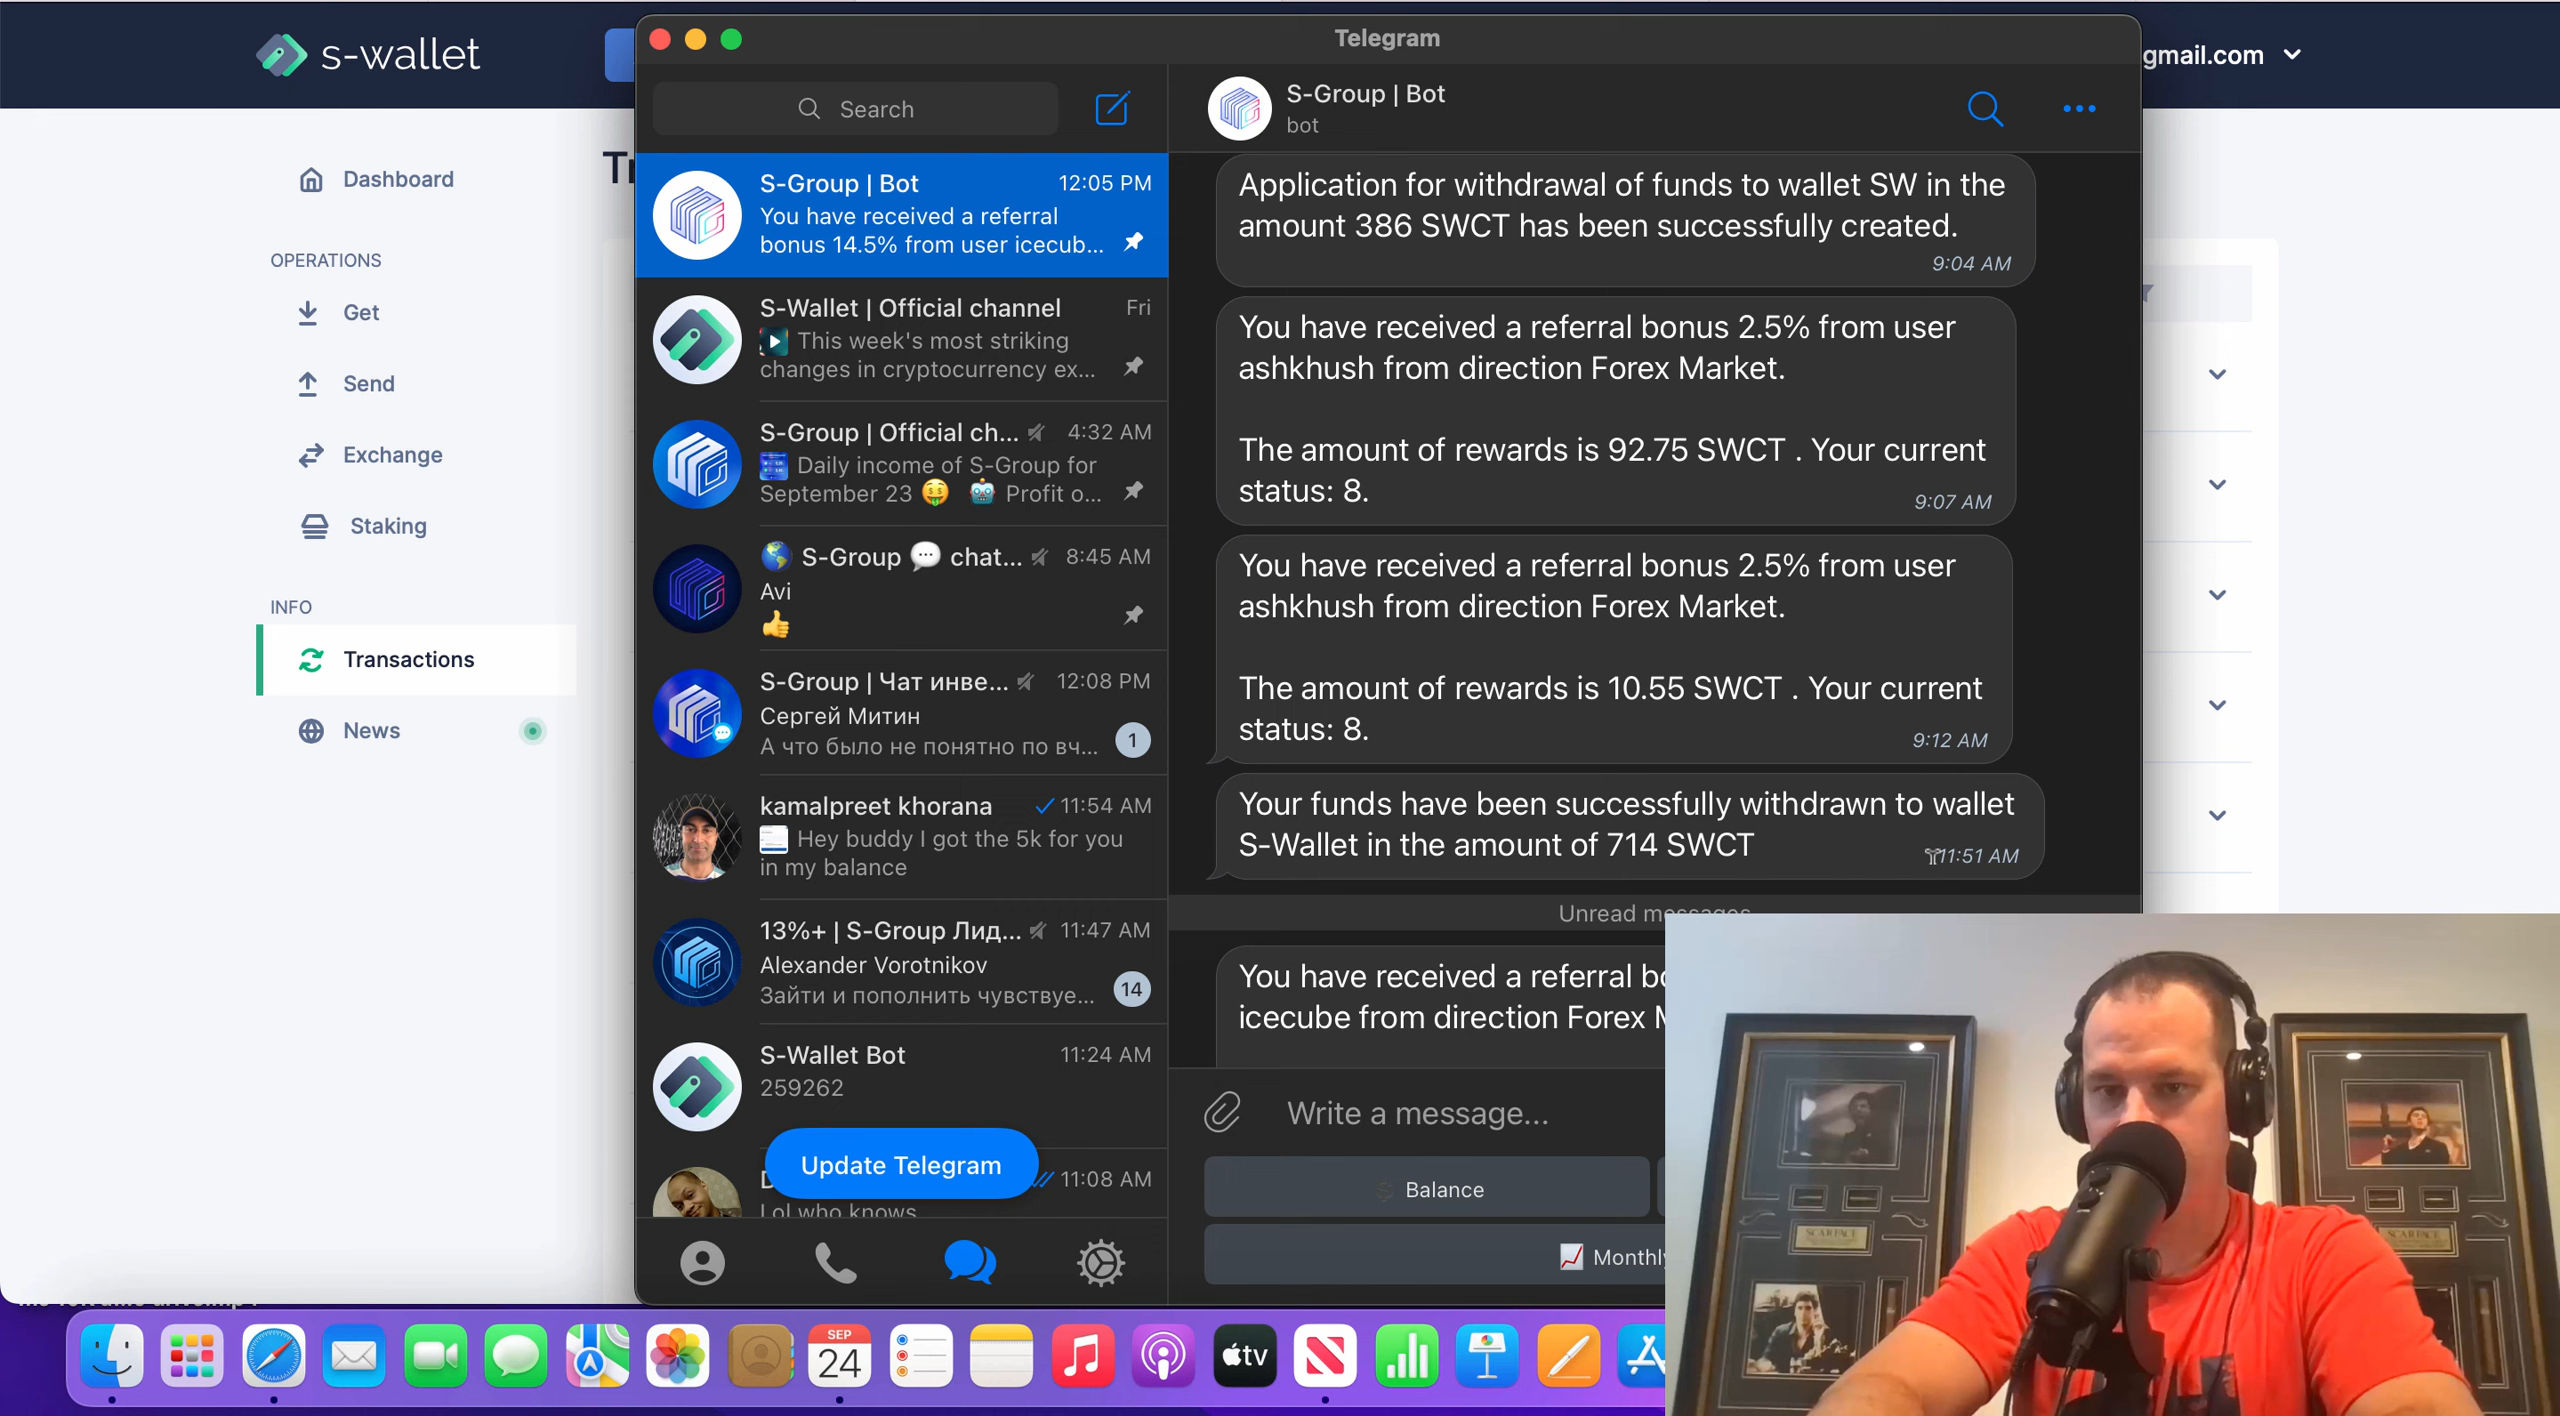 s-wallet
Dashboard
OPERATIONS
Get
Send
Exchange
Staking
INFO
Transactions
News
gmail.com
Telegram
Search
S-Group | Bot
12:05 PM
You have received a referral
bonus 14.5% from user icecub...
S-Wallet | Official channel
Fri
This week's most striking
changes in cryptocurrency ex...
S-Group | Official ch...
4:32 AM
Daily income of S-Group for
September 23 🤑 🤖 Profit o...
🌎 S-Group 💬 chat...
8:45 AM
Avi
👍
S-Group | Чат инве...
12:08 PM
Сергей Митин
А что было не понятно по вч...
1
kamalpreet khorana
11:54 AM
Hey buddy I got the 5k for you
in my balance
13%+ | S-Group Лид...
11:47 AM
Alexander Vorotnikov
Зайти и пополнить чувствуе...
14
S-Wallet Bot
11:24 AM
259262
Update Telegram
11:08 AM
Lol who knows
S-Group | Bot
bot
Application for withdrawal of funds to wallet SW in the
amount 386 SWCT has been successfully created.
9:04 AM
You have received a referral bonus 2.5% from user
ashkhush from direction Forex Market.
The amount of rewards is 92.75 SWCT . Your current
status: 8.
9:07 AM
You have received a referral bonus 2.5% from user
ashkhush from direction Forex Market.
The amount of rewards is 10.55 SWCT . Your current
status: 8.
9:12 AM
Your funds have been successfully withdrawn to wallet
S-Wallet in the amount of 714 SWCT
11:51 AM
Unread messages
You have received a referral
icecube from direction Forex
Write a message...
Balance
📈 Monthly
SCARFACE
SCARFACE
SEP
24
tv